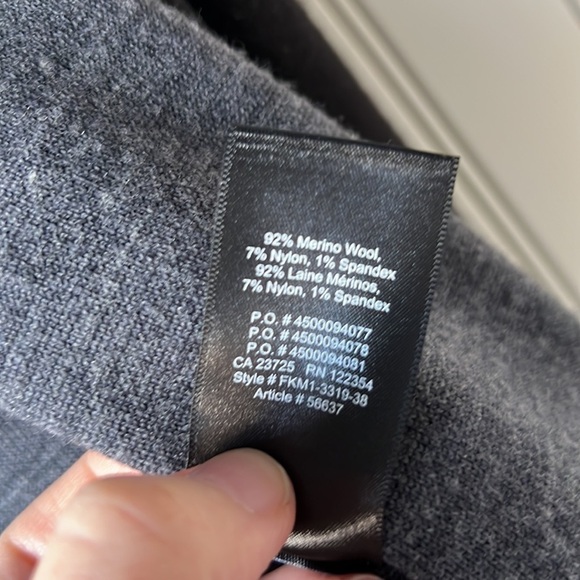 92% Merino Wool,
7% Nylon, 1% Spandex
92% Laine Mérinos,
7% Nylon, 1% Spandex
P.O. # 4500094077
P.O. # 4500094078
P.O. # 4500094081
CA 23725 RN 122354
Style # FKM1-3319-38
Article # 56637